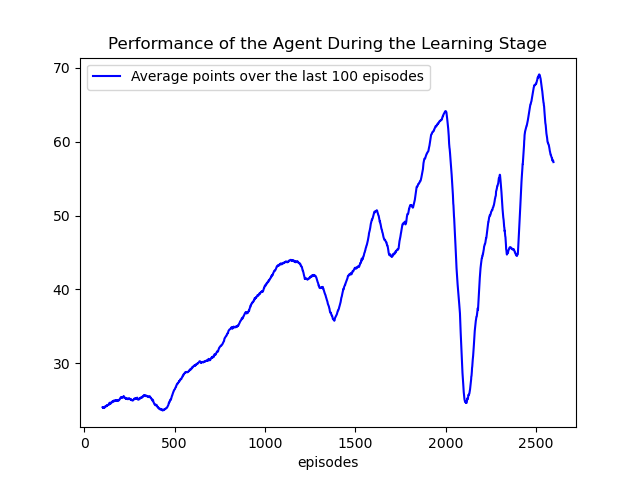 Performance of the Agent During the Learning Stage
Average points over the last 100 episodes
70
60
50
40
30
0 500 1000 1500 2000 2500
episodes